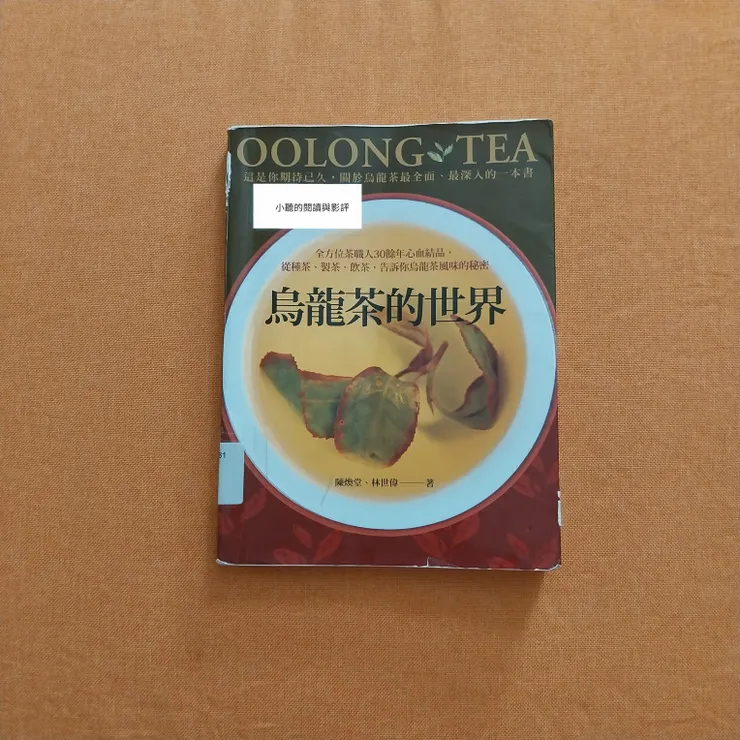 OOLONG TEA
這是你期待已久，關於烏龍茶最全面、最深入的一本書
小聽的閱讀與影評
全方位茶職人30餘年心血結晶，
從種茶、製茶、飲茶，告訴你烏龍茶風味的秘密
烏龍茶的世界
陳煥堂、林世偉——著
31